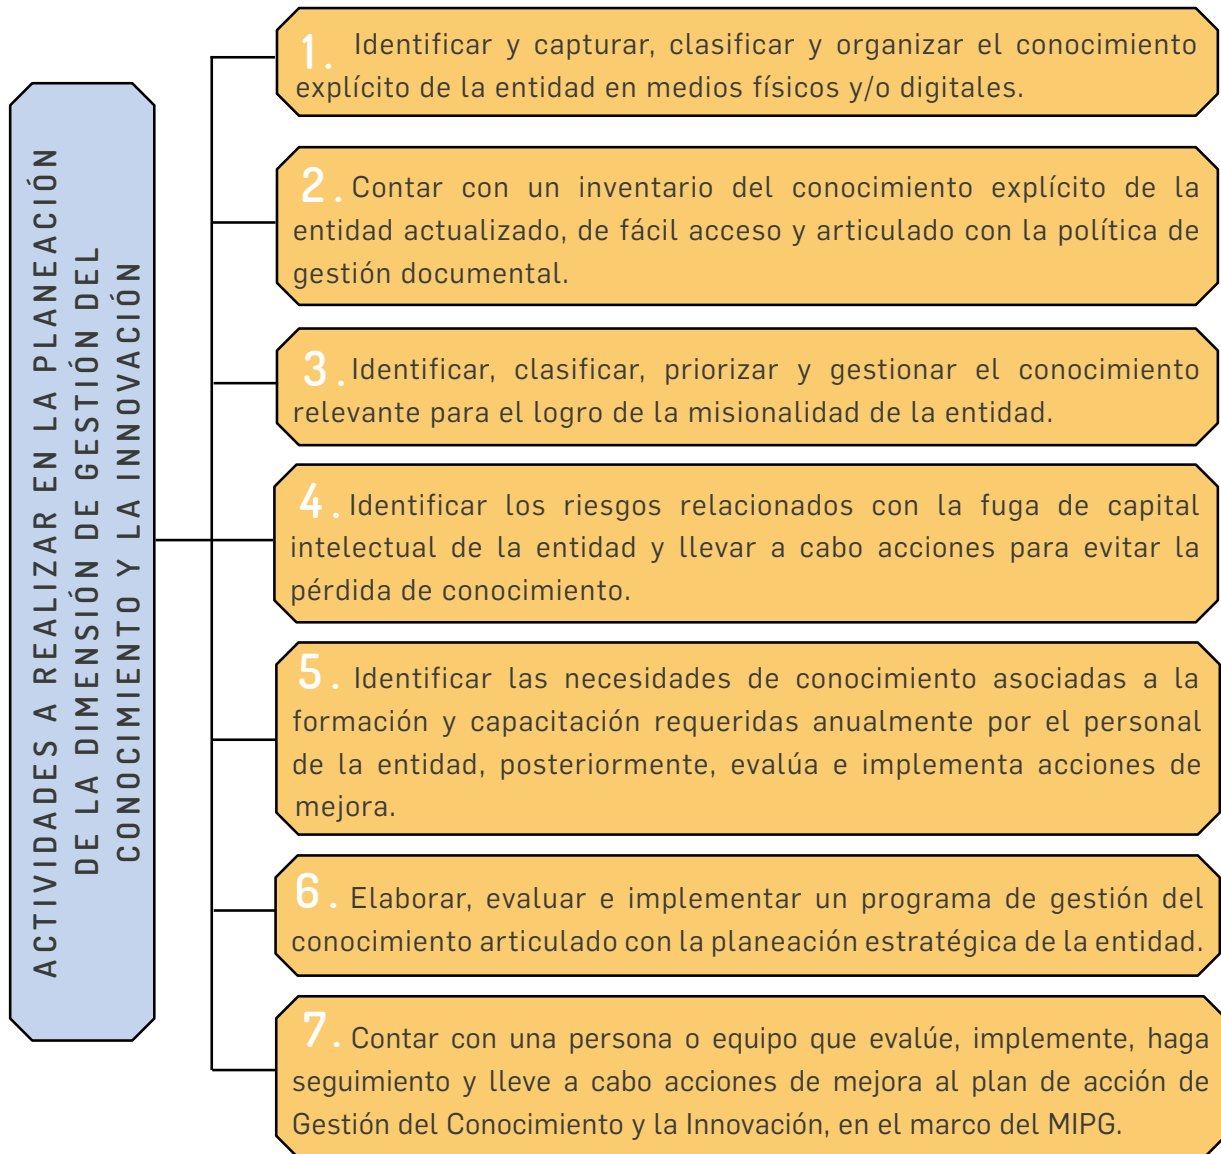 ACTIVIDADES A REALIZAR EN LA PLANEACIÓN
DE LA DIMENSIÓN DE GESTIÓN DEL
CONOCIMIENTO Y LA INNOVACIÓN
1. Identificar y capturar, clasificar y organizar el conocimiento
explícito de la entidad en medios físicos y/o digitales.
2. Contar con un inventario del conocimiento explícito de la
entidad actualizado, de fácil acceso y articulado con la política de
gestión documental.
3. Identificar, clasificar, priorizar y gestionar el conocimiento
relevante para el logro de la misionalidad de la entidad.
4. Identificar los riesgos relacionados con la fuga de capital
intelectual de la entidad y llevar a cabo acciones para evitar la
pérdida de conocimiento.
5. Identificar las necesidades de conocimiento asociadas a la
formación y capacitación requeridas anualmente por el personal
de la entidad, posteriormente, evalúa e implementa acciones de
mejora.
6. Elaborar, evaluar e implementar un programa de gestión del
conocimiento articulado con la planeación estratégica de la entidad.
7. Contar con una persona o equipo que evalúe, implemente, haga
seguimiento y lleve a cabo acciones de mejora al plan de acción de
Gestión del Conocimiento y la Innovación, en el marco del MIPG.